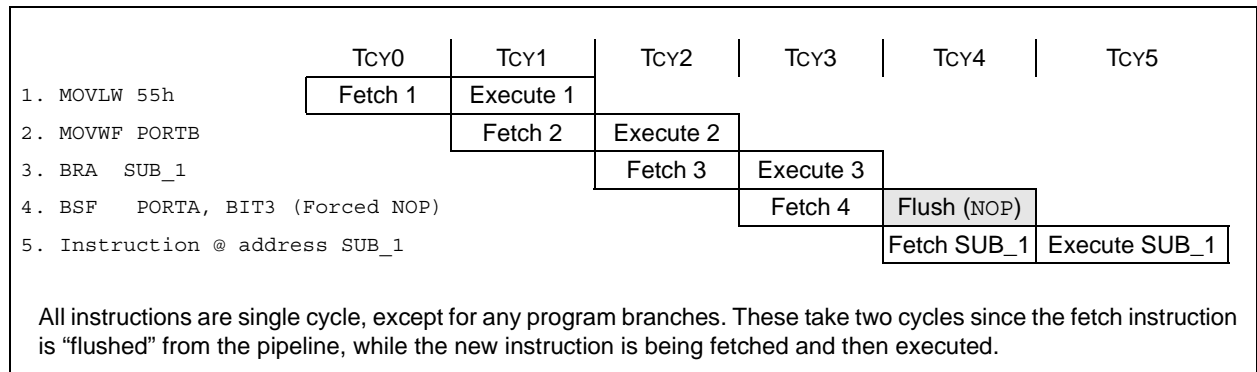 TCY0 TCY1 TCY2 TCY3 TCY4 TCY5
1. MOVLW 55h Fetch 1 Execute 1
2. MOVWF PORTB Fetch 2 Execute 2
3. BRA SUB_1 Fetch 3 Execute 3
4. BSF PORTA, BIT3 (Forced NOP) Fetch 4 Flush (NOP)
5. Instruction @ address SUB_1 Fetch SUB_1 Execute SUB_1
All instructions are single cycle, except for any program branches. These take two cycles since the fetch instruction
is “flushed” from the pipeline, while the new instruction is being fetched and then executed.